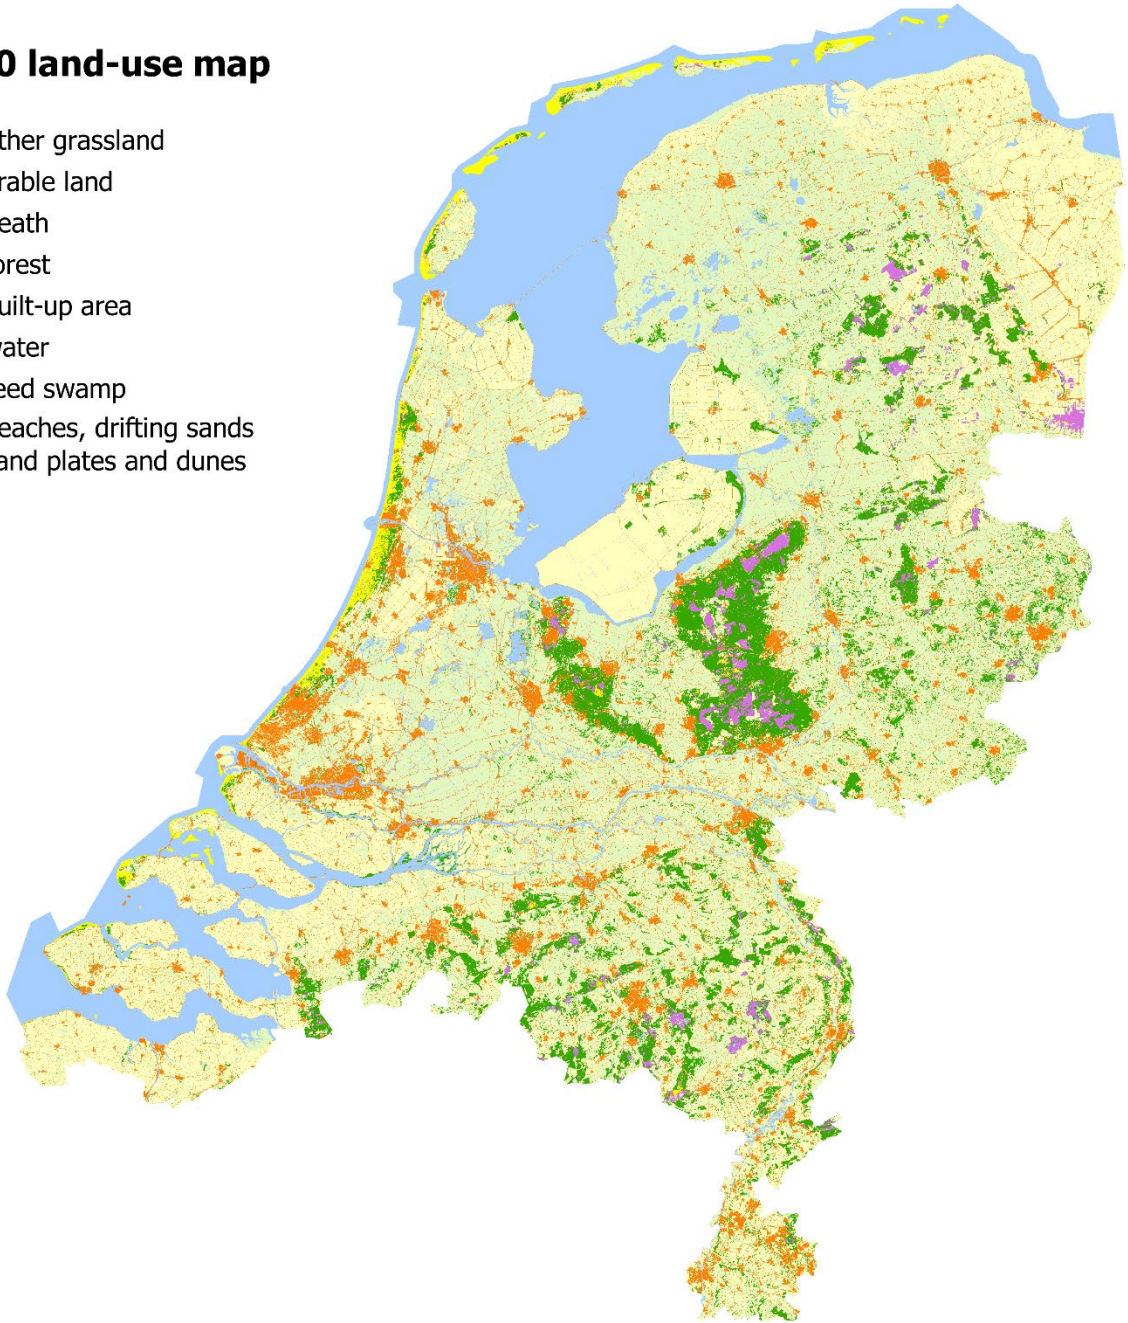 0 land-use map
ther grassland
rable land
eath
orest
uilt-up area
vater
eed swamp
eaches, drifting sands
and plates and dunes